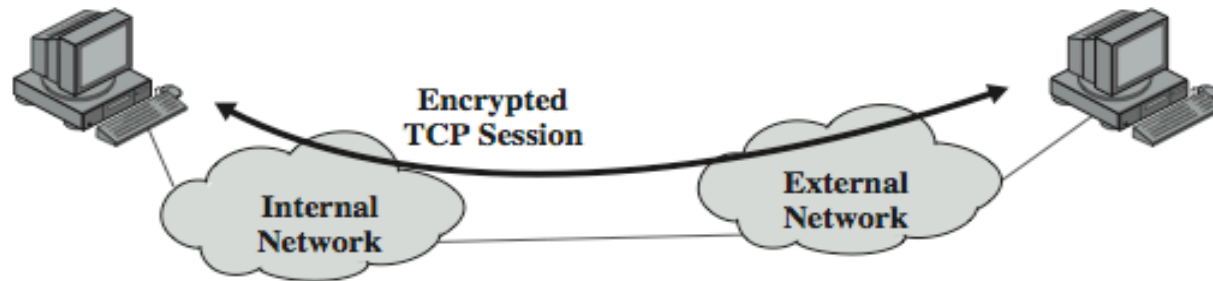 Encrypted
TCP Session
Internal
Network
External
Network